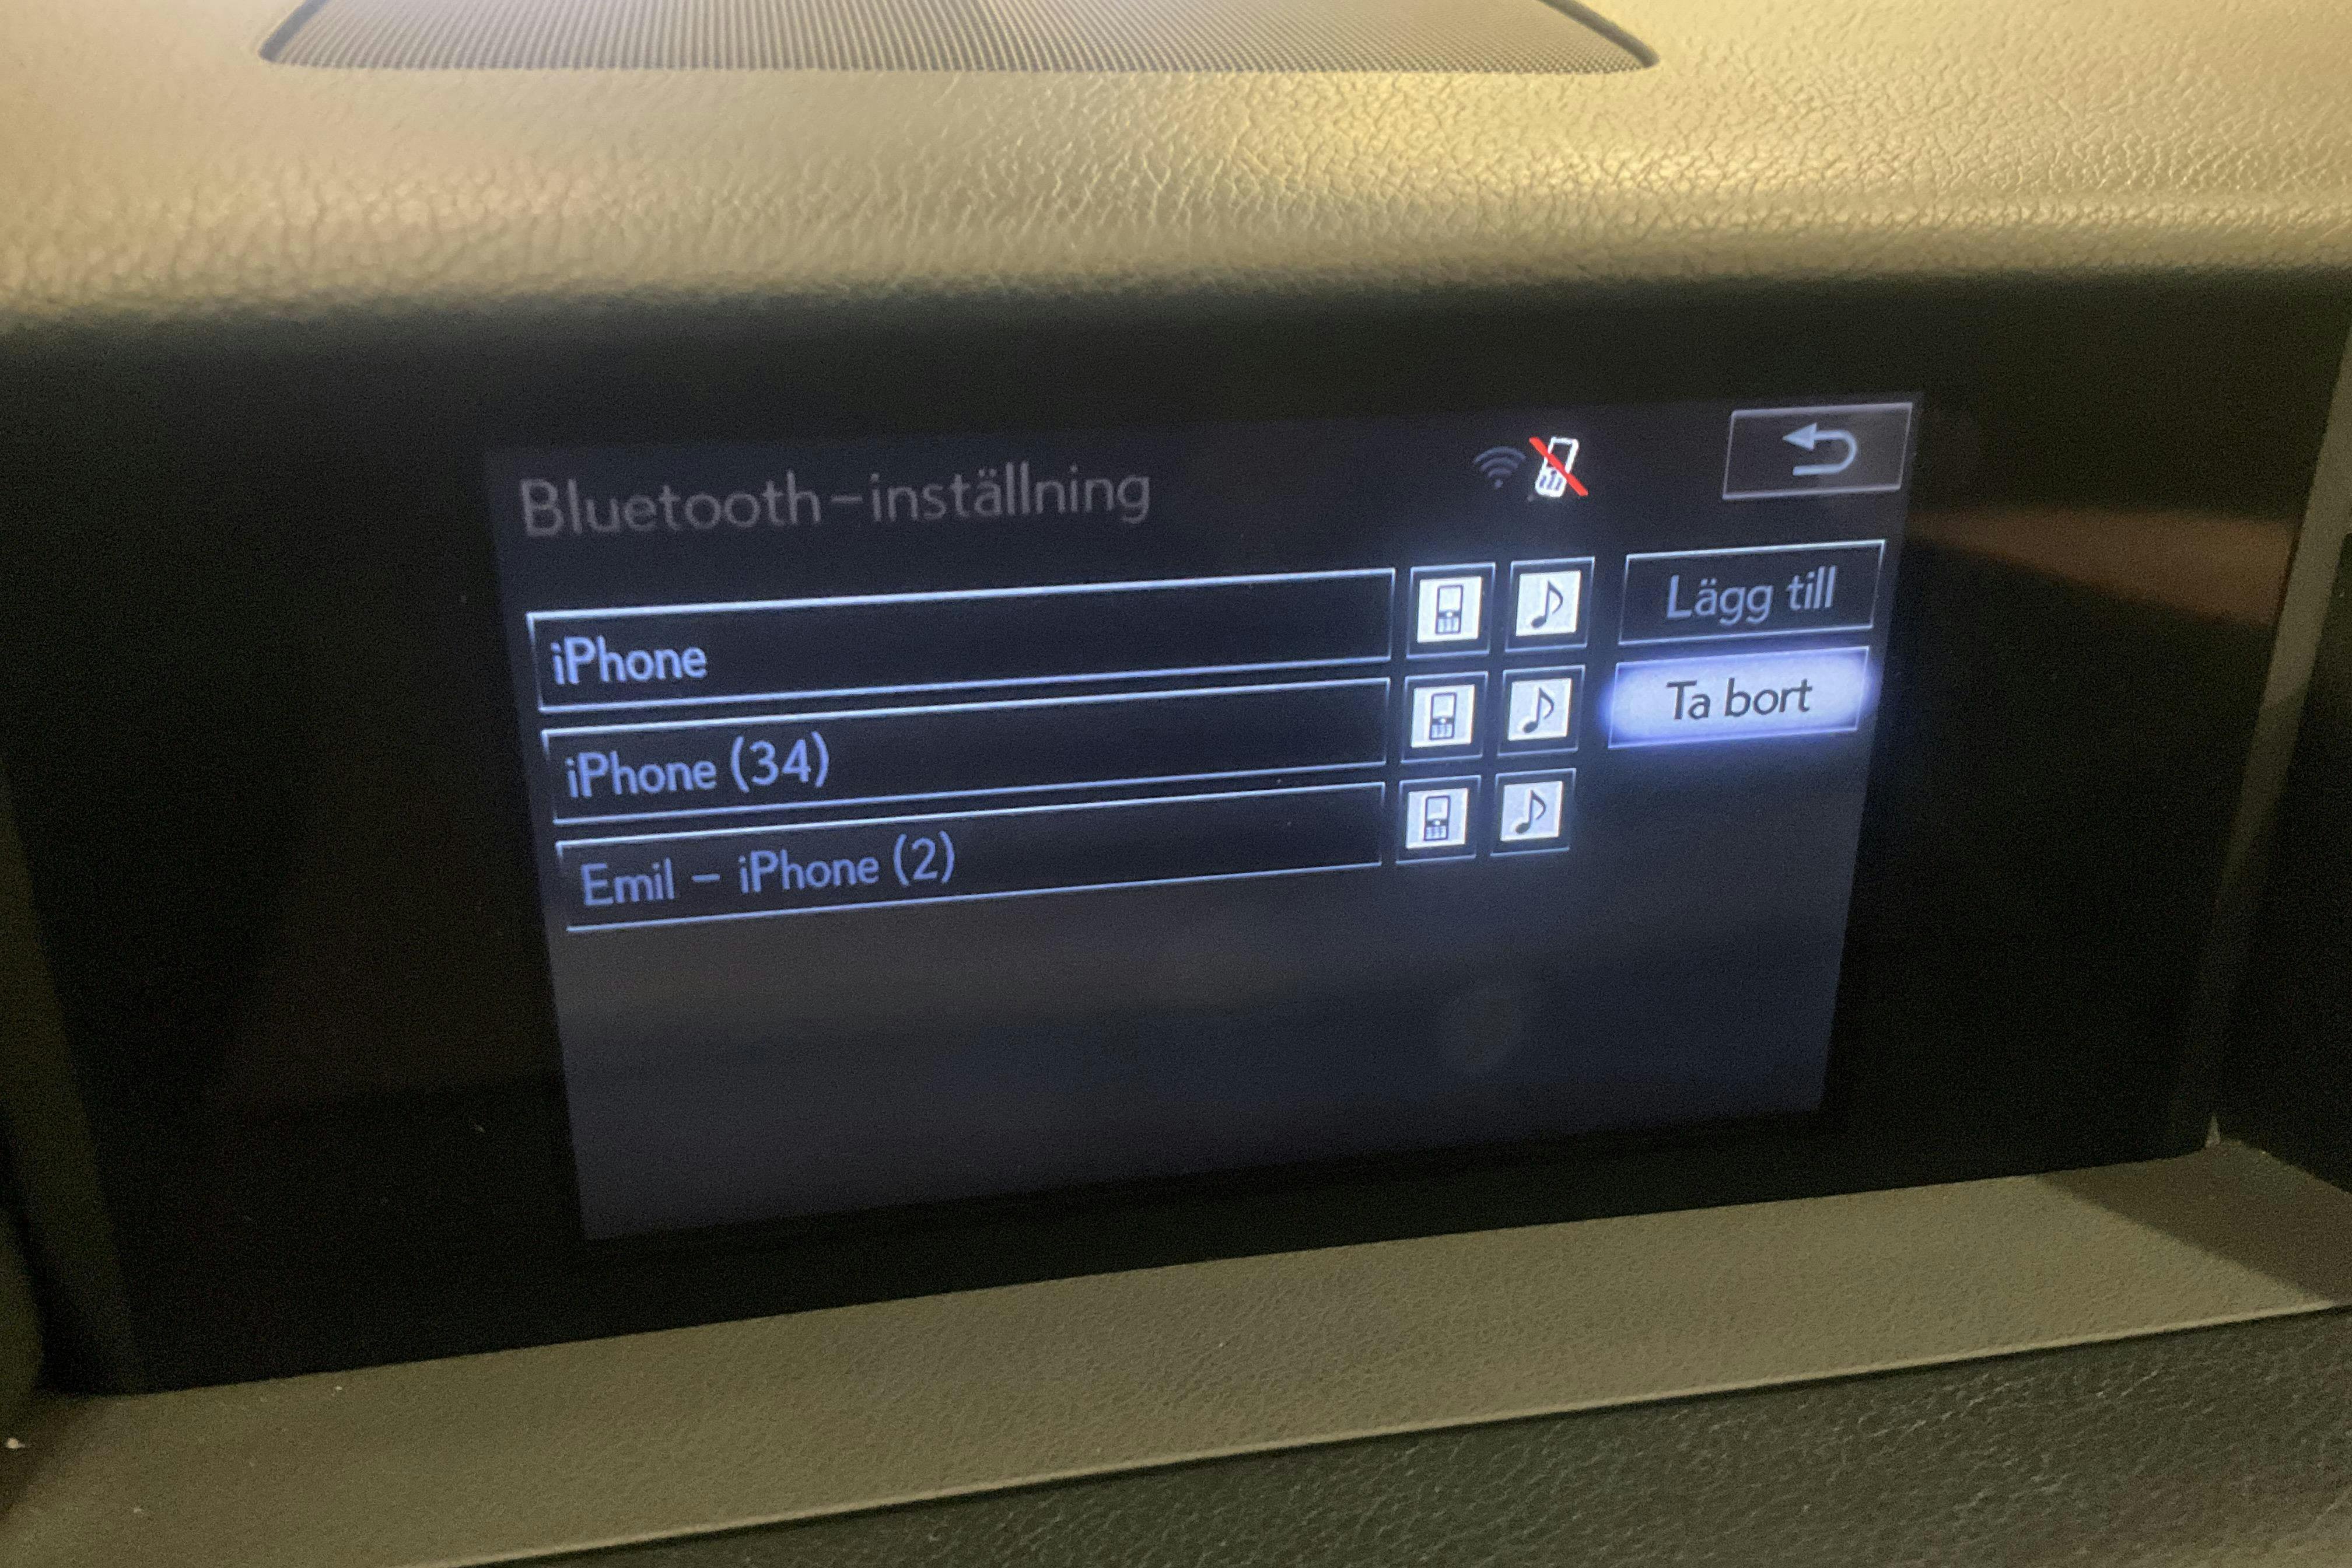 Bluetooth-inställning
iPhone
Lägg till
iPhone (34)
Ta bort
Emil - iPhone (2)